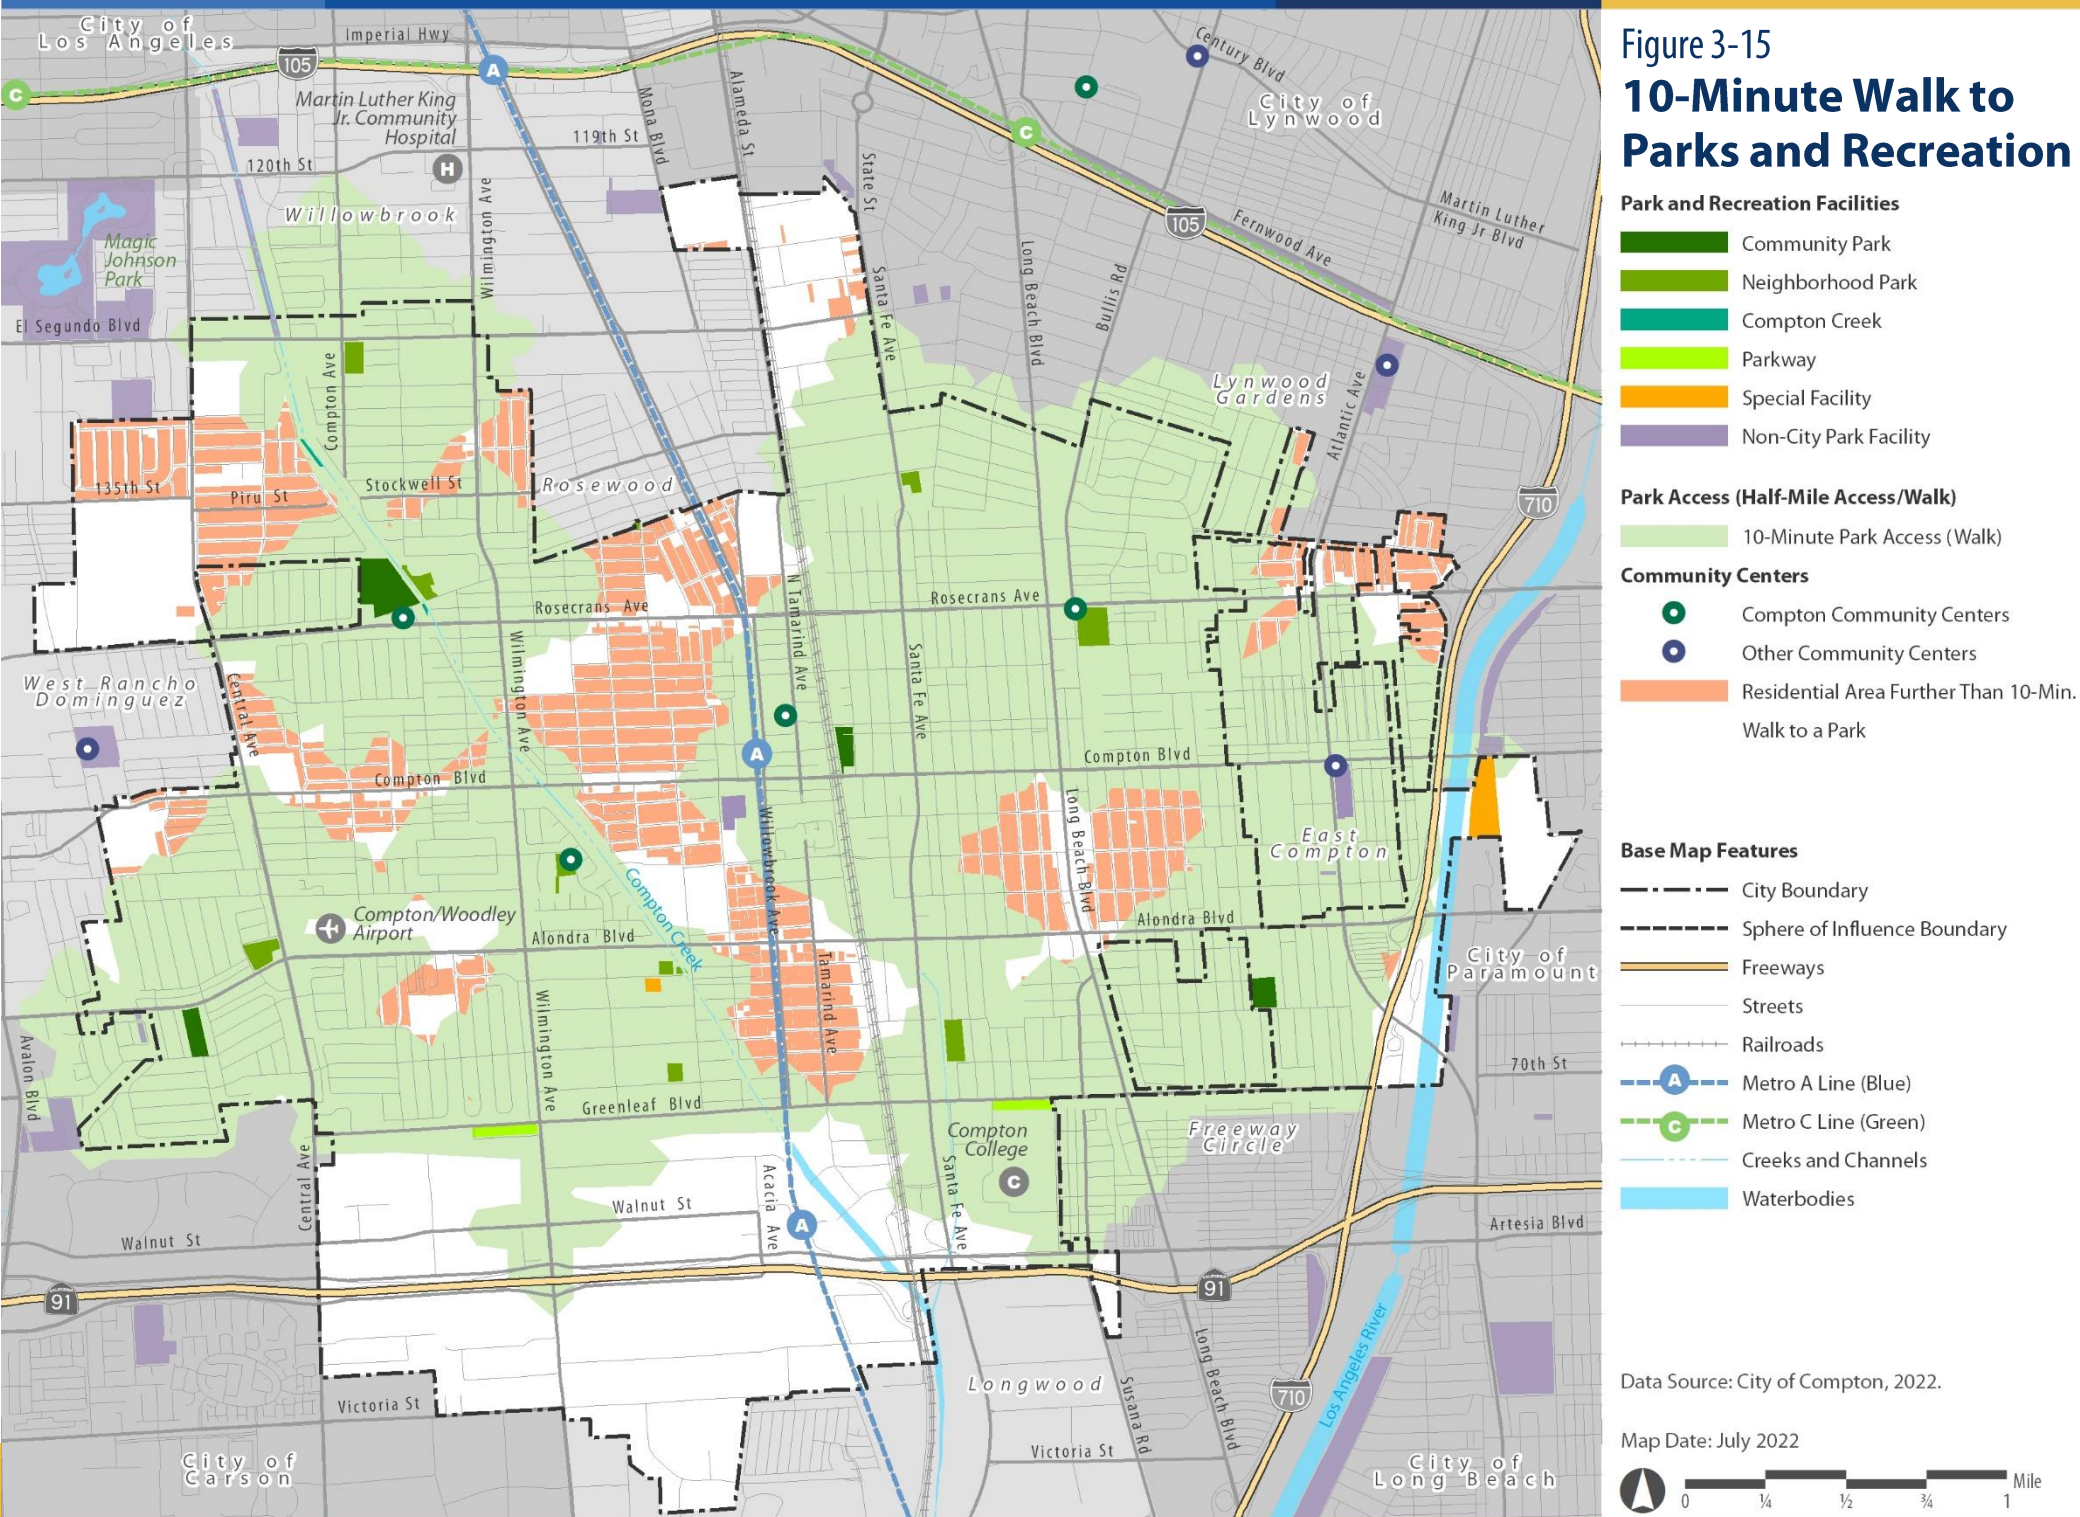 Figure 3-15
10-Minute Walk to
Parks and Recreation
Park and Recreation Facilities
Community Park
Neighborhood Park
Compton Creek
Parkway
Special Facility
Non-City Park Facility
Park Access (Half-Mile Access/Walk)
10-Minute Park Access (Walk)
Community Centers
Compton Community Centers
Other Community Centers
Residential Area Further Than 10-Min.
Walk to a Park
Base Map Features
City Boundary
Sphere of Influence Boundary
Freeways
Streets
Railroads
A
Metro A Line (Blue)
C
Metro C Line (Green)
Creeks and Channels
Waterbodies
Data Source: City of Compton, 2022.
Map Date: July 2022
0 ¼ ½ ¾ 1 Mile
City of
Los Angeles
Imperial Hwy
105
A
C
Martin Luther King
Jr. Community
Hospital
H
119th St
120th St
Mona Blvd
Alameda St
State St
Century Blvd
City of
Lynwood
C
Martin Luther
King Jr Blvd
105
Fernwood Ave
Willowbrook
Wilmington Ave
Magic
Johnson
Park
El Segundo Blvd
Compton Ave
Santa Fe Ave
Long Beach Blvd
Bullis Rd
Lynwood
Gardens
Atlantic Ave
710
135th St
Piru St
Stockwell St
Rosewood
Rosecrans Ave
Rosecrans Ave
N Tamarind Ave
West Rancho
Dominguez
Central Ave
Wilmington Ave
Santa Fe Ave
A
Compton Blvd
Compton Blvd
Willowbrook Ave
Long Beach Blvd
East
Compton
Compton/Woodley
Airport
Compton Creek
Alondra Blvd
Alondra Blvd
Tamarind Ave
City of
Paramount
Wilmington Ave
Avalon Blvd
70th St
Greenleaf Blvd
Compton
College
C
Freeway
Circle
Central Ave
Acacia Ave
Santa Fe Ave
Walnut St
Walnut St
A
Artesia Blvd
91
91
Long Beach Blvd
Los Angeles River
Longwood
Susana Rd
710
Victoria St
Victoria St
City of
Carson
City of
Long Beach